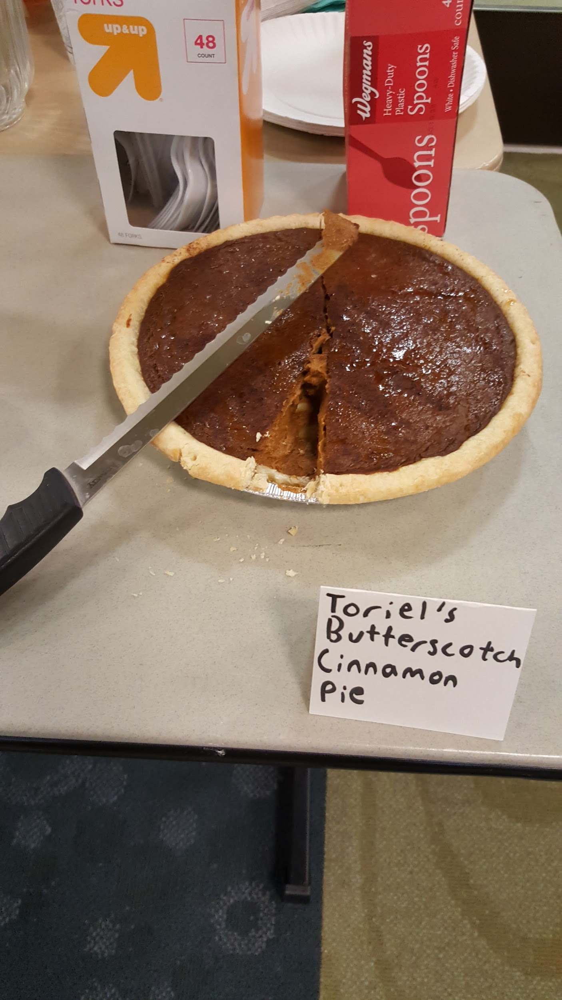 forks
up&up
48
COUNT
48 FORKS
Wegmans
Heavy-Duty
Plastic
Spoons
White • Dishwasher Safe
spoons
Toriel's
Butterscotch
Cinnamon
Pie